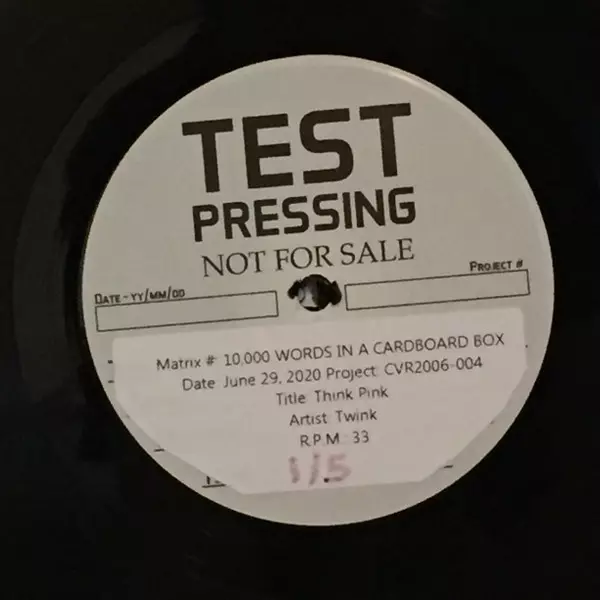 TEST
PRESSING
NOT FOR SALE
DATE - YY/MM/DD
PROJECT #
Matrix # 10,000 WORDS IN A CARDBOARD BOX
Date June 29, 2020 Project CVR2006-004
Title Think Pink
Artist Twink
R.P.M 33
1/5